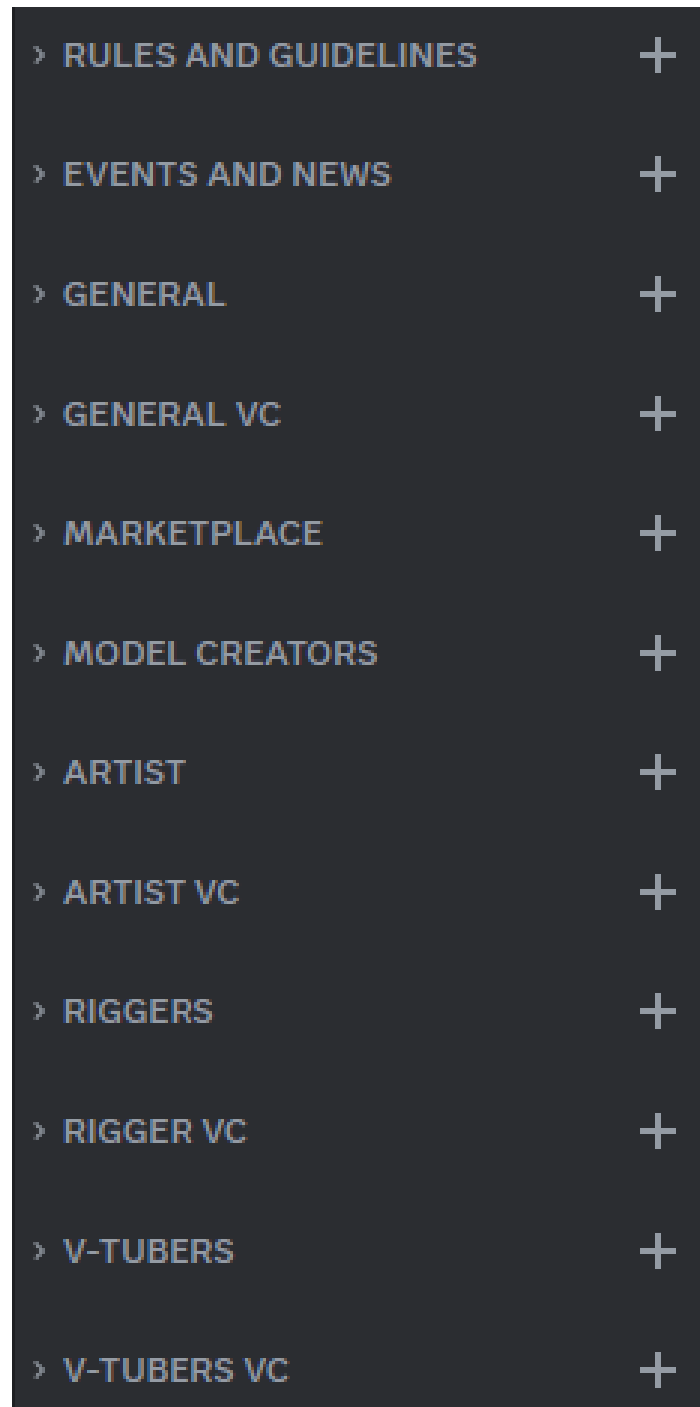 RULES AND GUIDELINES
EVENTS AND NEWS
GENERAL
GENERAL VC
MARKETPLACE
MODEL CREATORS
ARTIST
ARTIST VC
RIGGERS
RIGGER VC
V-TUBERS
V-TUBERS VC